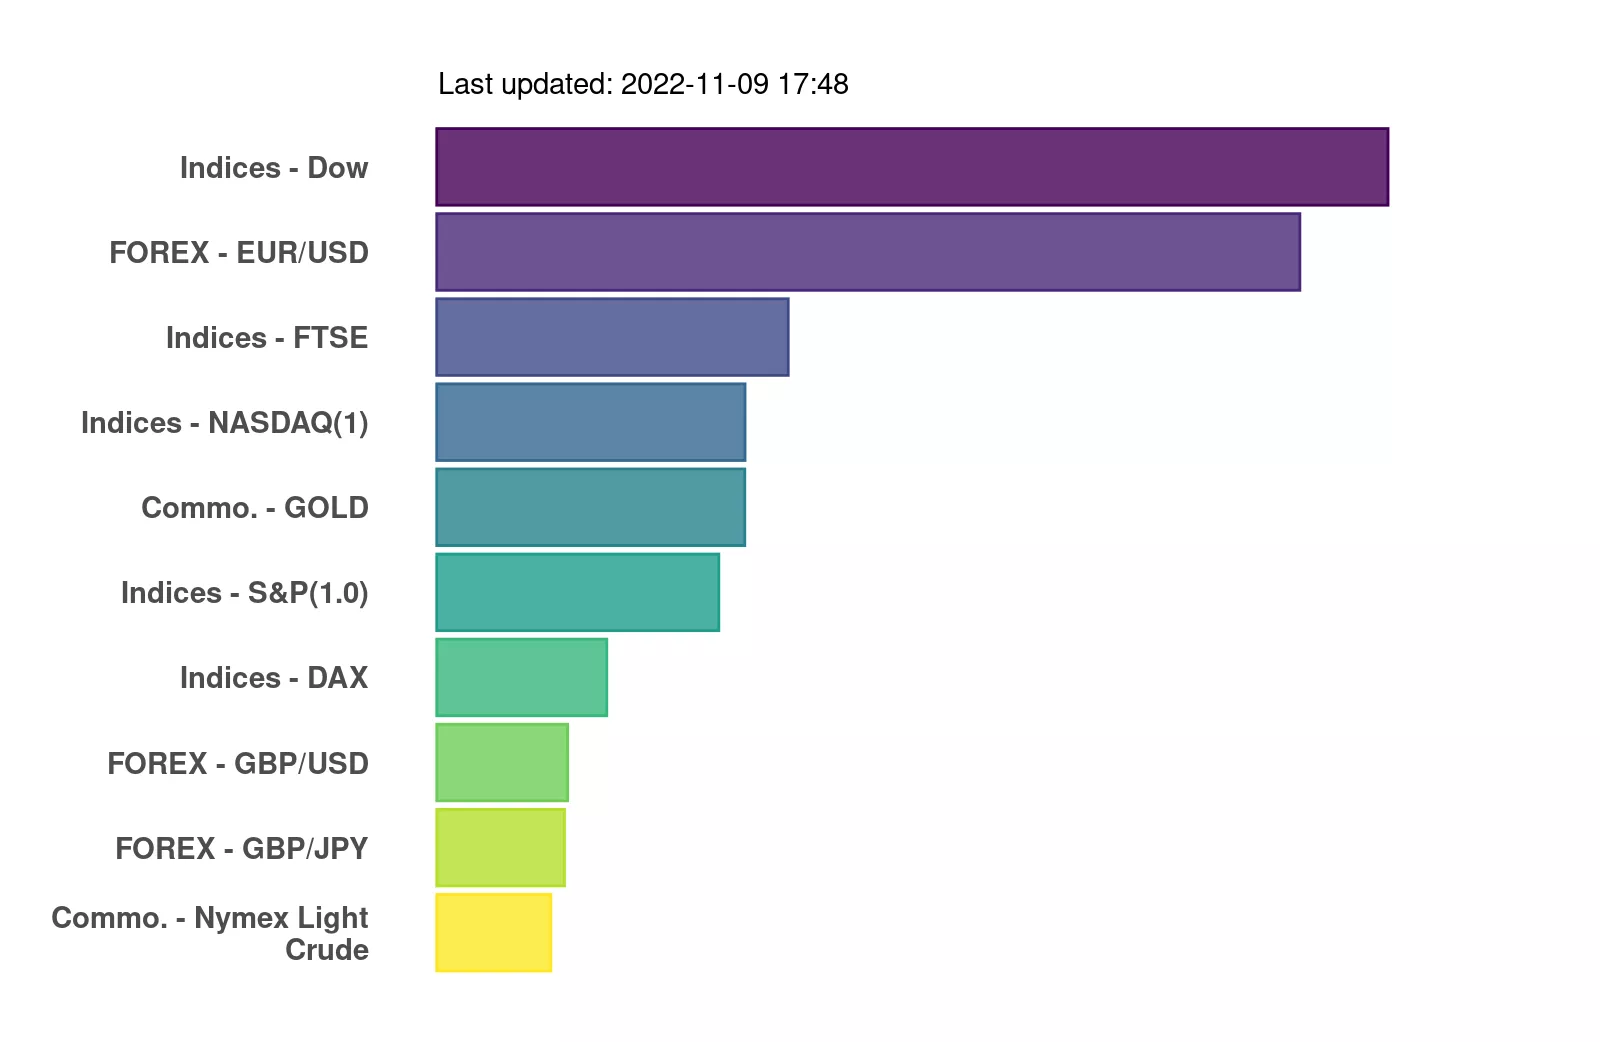 Last updated: 2022-11-09 17:48
Indices - Dow
FOREX - EUR/USD
Indices - FTSE
Indices - NASDAQ(1)
Commo. - GOLD
Indices - S&P(1.0)
Indices - DAX
FOREX - GBP/USD
FOREX - GBP/JPY
Commo. - Nymex Light
Crude